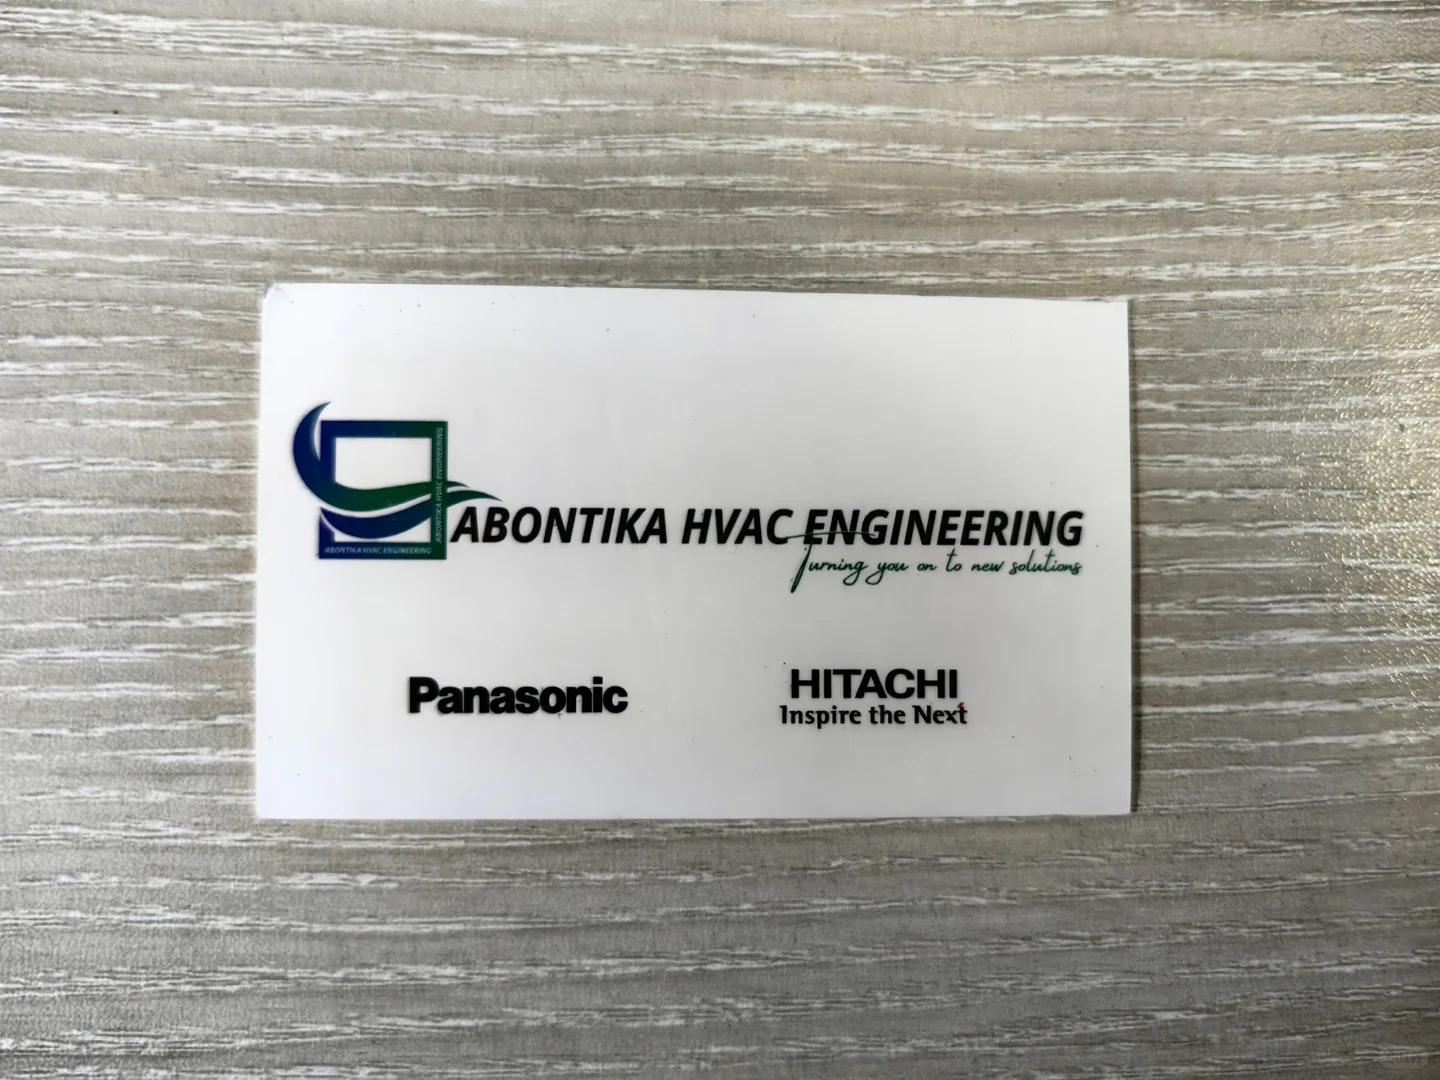 ABONTIKA HVAC ENGINEERING
ABONTIKA HVAC ENGINEERING
ABONTIKA HVAC ENGINEERING
Turning you on to new solutions
Panasonic
HITACHI
Inspire the Next